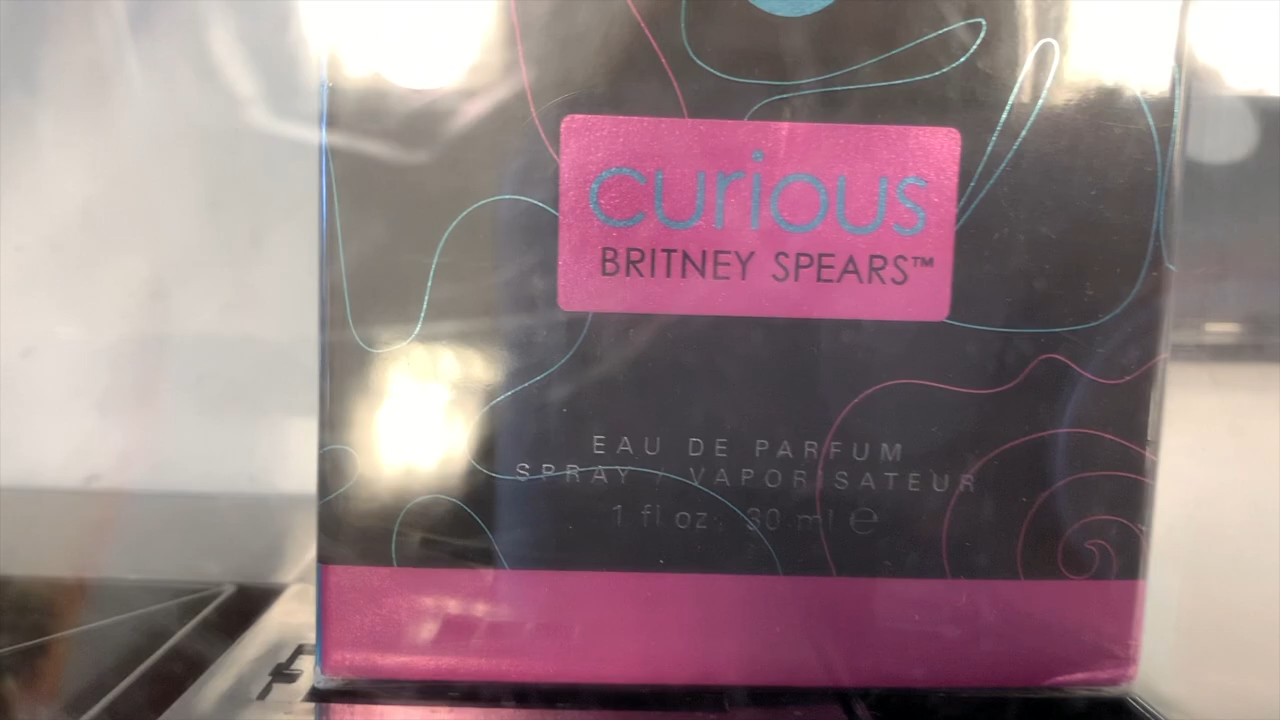 curious
BRITNEY SPEARS™
EAU DE PARFUM
SPRAY / VAPORISATEUR
1 fl oz. 30 ml ℮